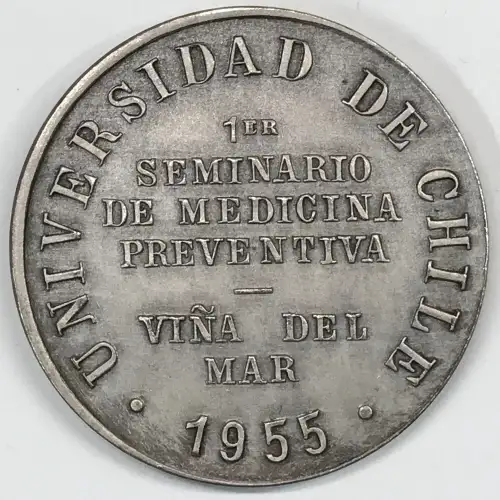 UNIVERSIDAD DE CHILE
1ER
SEMINARIO
DE MEDICINA
PREVENTIVA
—
VIÑA DEL
MAR
· 1955 ·